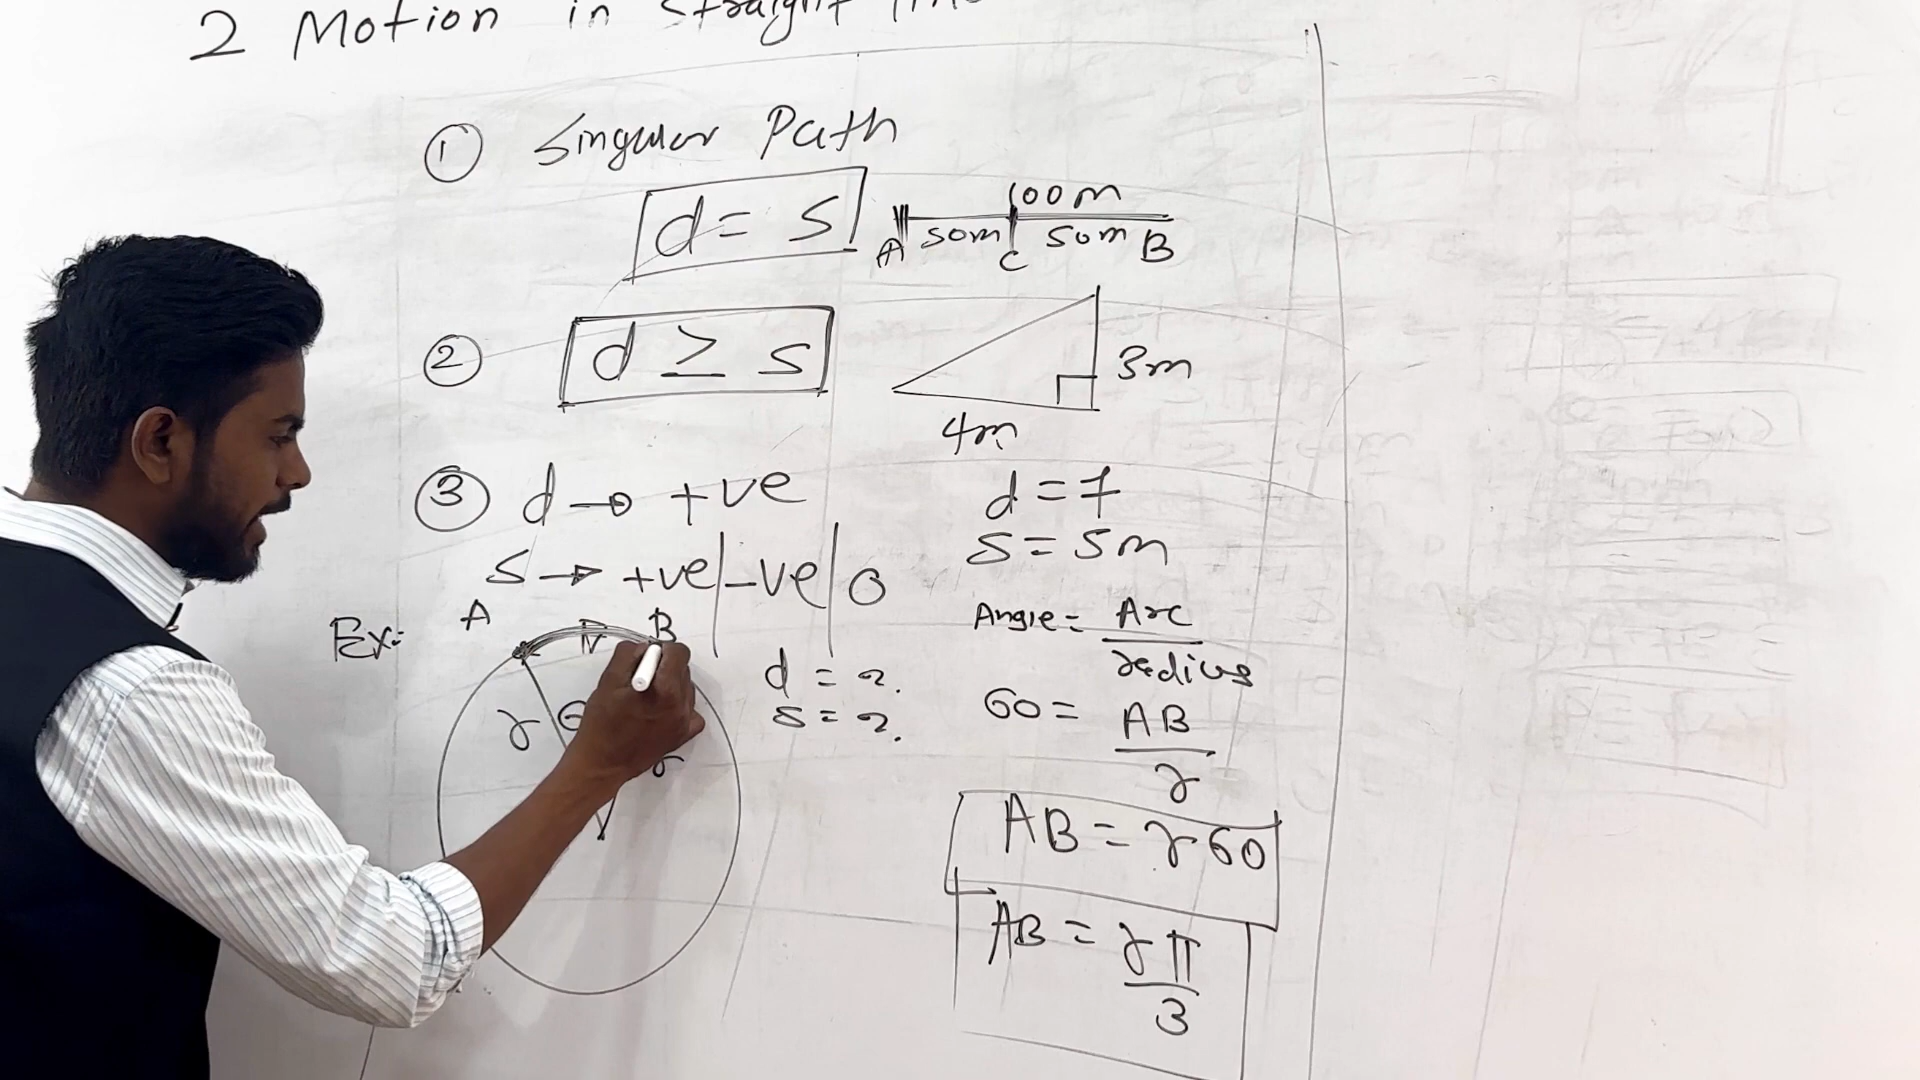 2 Motion in straight
① Singular Path
d = S
100m
A 50m C 50m B
② d ≥ S
3m
4m
③ d → +ve
S → +ve | -ve | 0
d = 7
S = 5m
Ex:
A B
r r
d = ?
S = ?
Angle = Arc / radius
60 = AB / r
AB = r60
AB = rπ / 3